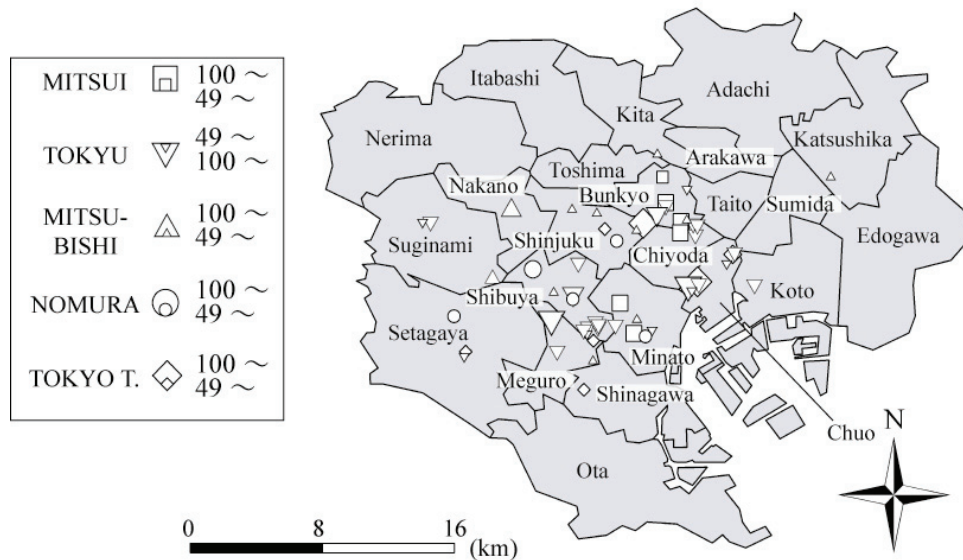 MITSUI
100 ~
49 ~
TOKYU
49 ~
100 ~
MITSU-
BISHI
100 ~
49 ~
NOMURA
100 ~
49 ~
TOKYO T.
100 ~
49 ~
Itabashi
Adachi
Kita
Nerima
Katsushika
Toshima
Arakawa
Nakano
Bunkyo
Taito
Sumida
Suginami
Shinjuku
Edogawa
Chiyoda
Shibuya
Koto
Setagaya
Minato
Meguro
Shinagawa
Chuo
N
Ota
0
8
16
(km)